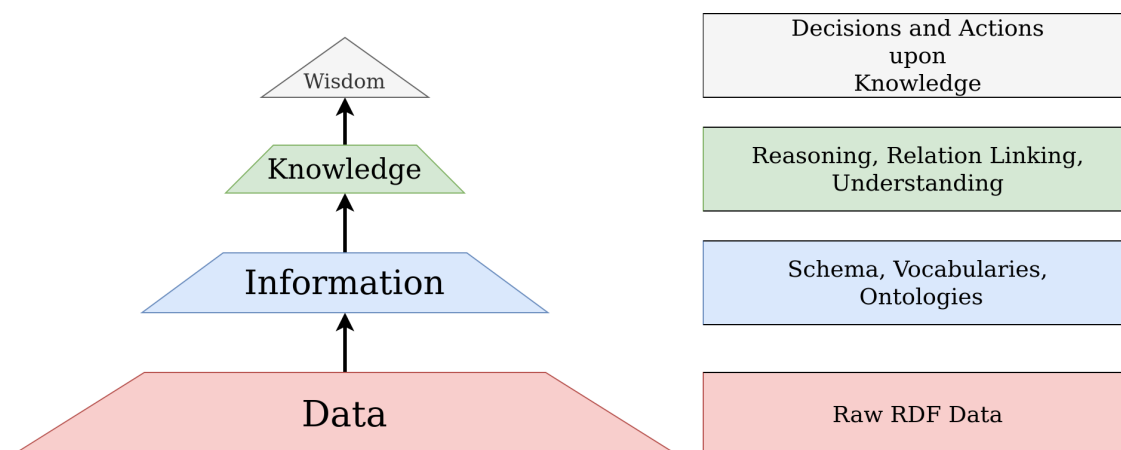 Wisdom
Decisions and Actions
upon
Knowledge
Knowledge
Reasoning, Relation Linking,
Understanding
Information
Schema, Vocabularies,
Ontologies
Data
Raw RDF Data